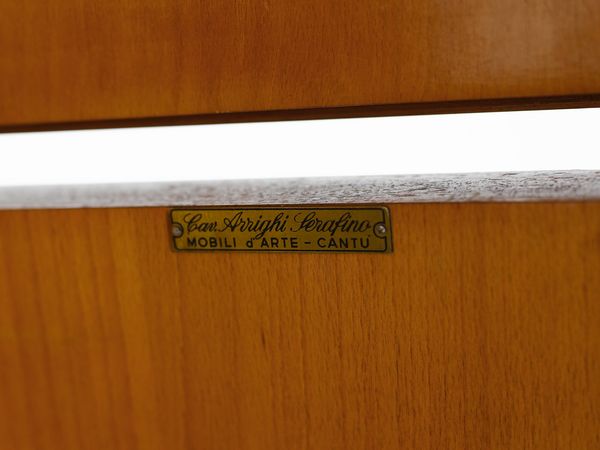 Cav. Arrighi Serafino
MOBILI d'ARTE - CANTU